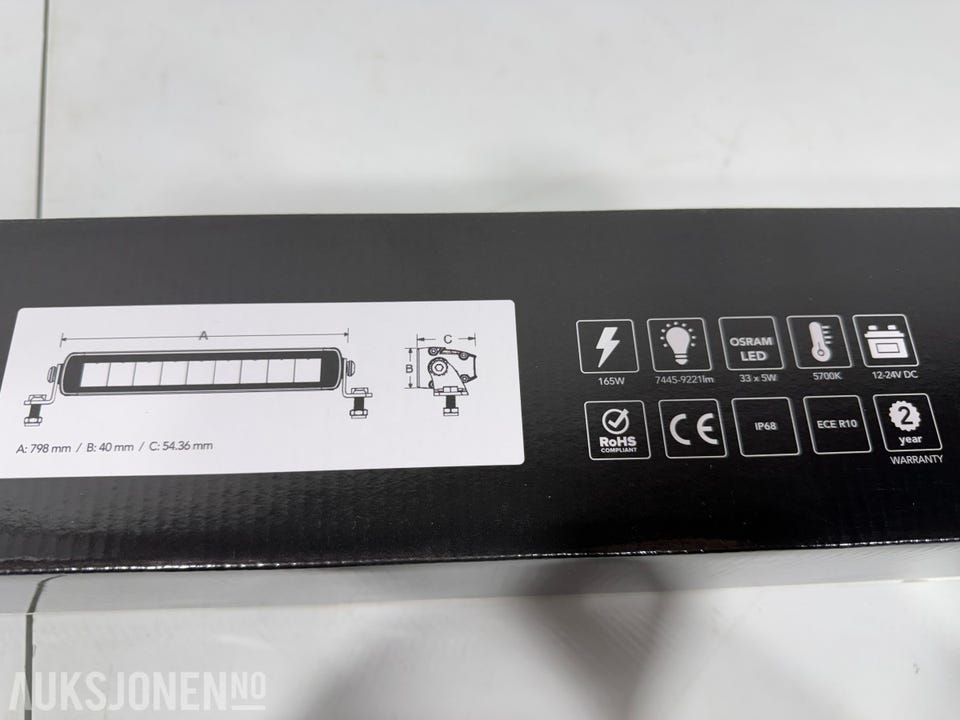 A
C
B
A: 798 mm / B: 40 mm / C: 54.36 mm
OSRAM
LED
165W
7445-9221lm
33 x 5W
5700K
12-24V DC
RoHS
COMPLIANT
CE
IP68
ECE R10
2
year
WARRANTY
AUKSJONEN.NO